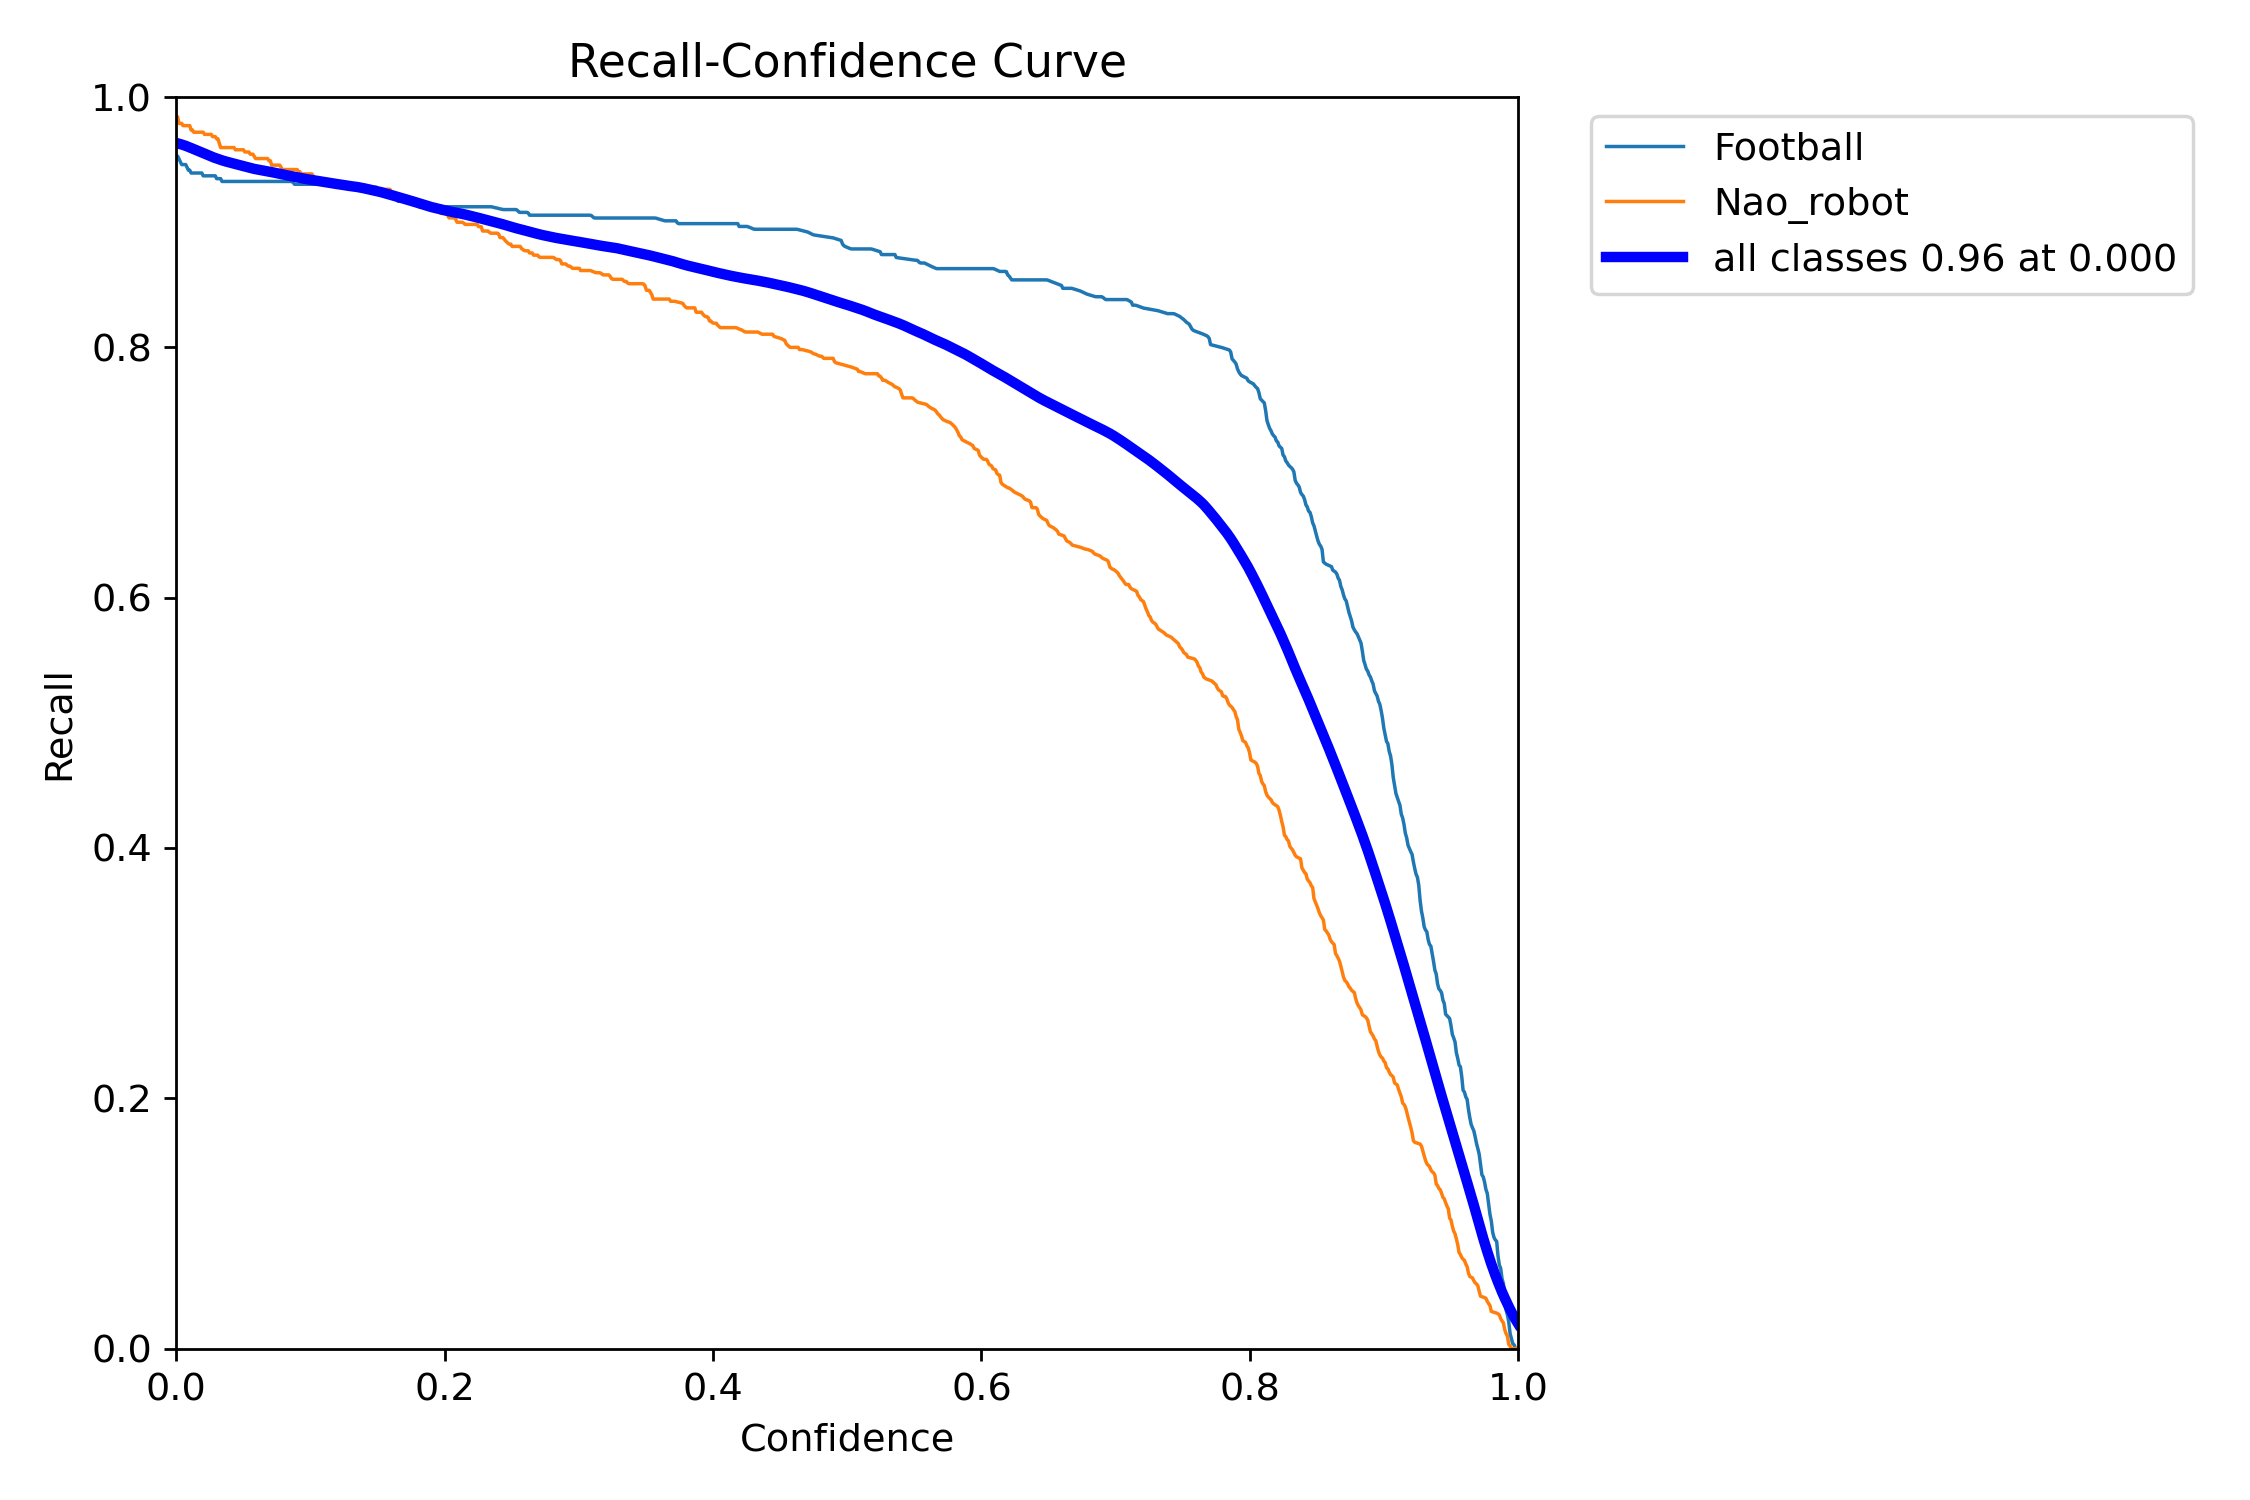 Recall-Confidence Curve
Football
Nao_robot
all classes 0.96 at 0.000
1.0
0.8
0.6
0.4
0.2
0.0
Recall
0.0 0.2 0.4 0.6 0.8 1.0
Confidence